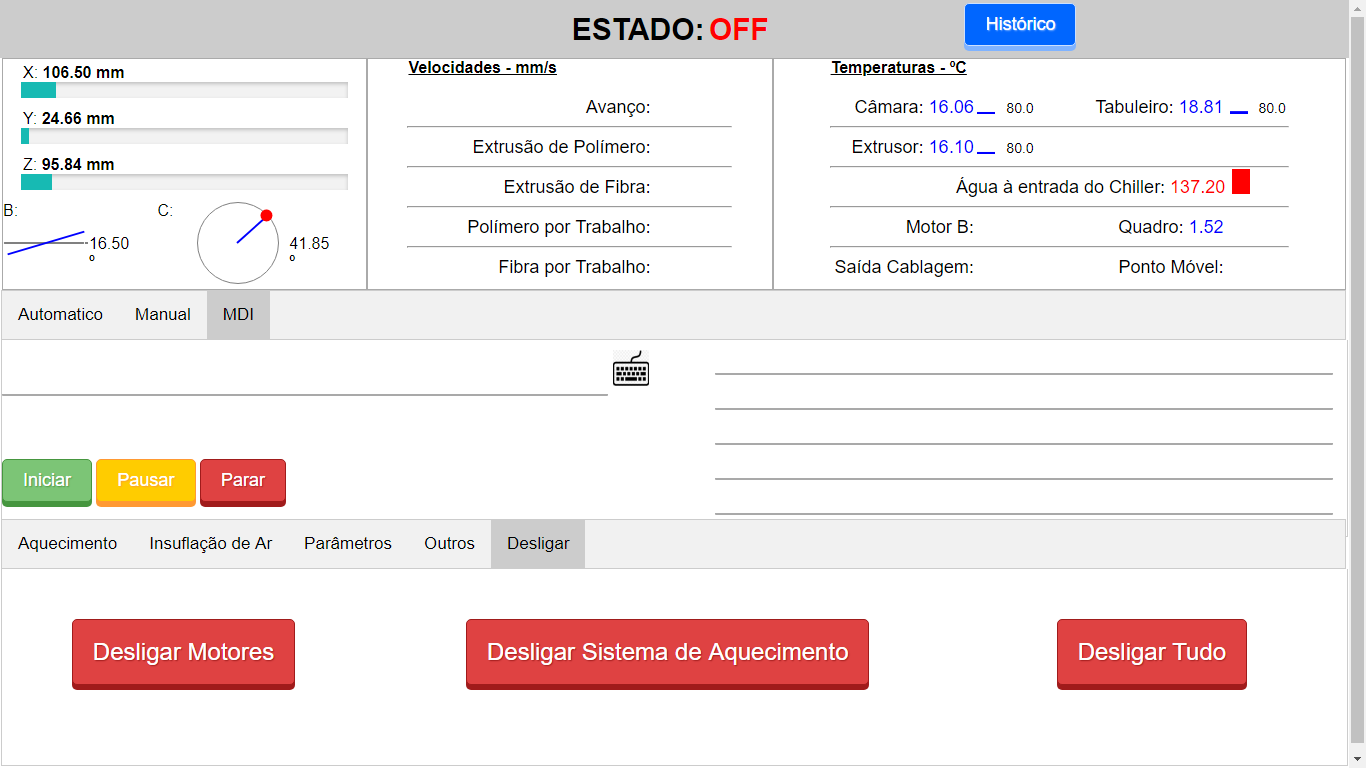 ESTADO: OFF
Histórico
X: 106.50 mm
Y: 24.66 mm
Z: 95.84 mm
B:
16.50
º
C:
41.85
º
Velocidades - mm/s
Avanço:
Extrusão de Polímero:
Extrusão de Fibra:
Polímero por Trabalho:
Fibra por Trabalho:
Temperaturas - ºC
Câmara: 16.06 80.0 Tabuleiro: 18.81 80.0
Extrusor: 16.10 80.0
Água à entrada do Chiller: 137.20
Motor B: Quadro: 1.52
Saída Cablagem: Ponto Móvel:
Automatico Manual MDI
Iniciar Pausar Parar
Aquecimento Insuflação de Ar Parâmetros Outros Desligar
Desligar Motores Desligar Sistema de Aquecimento Desligar Tudo